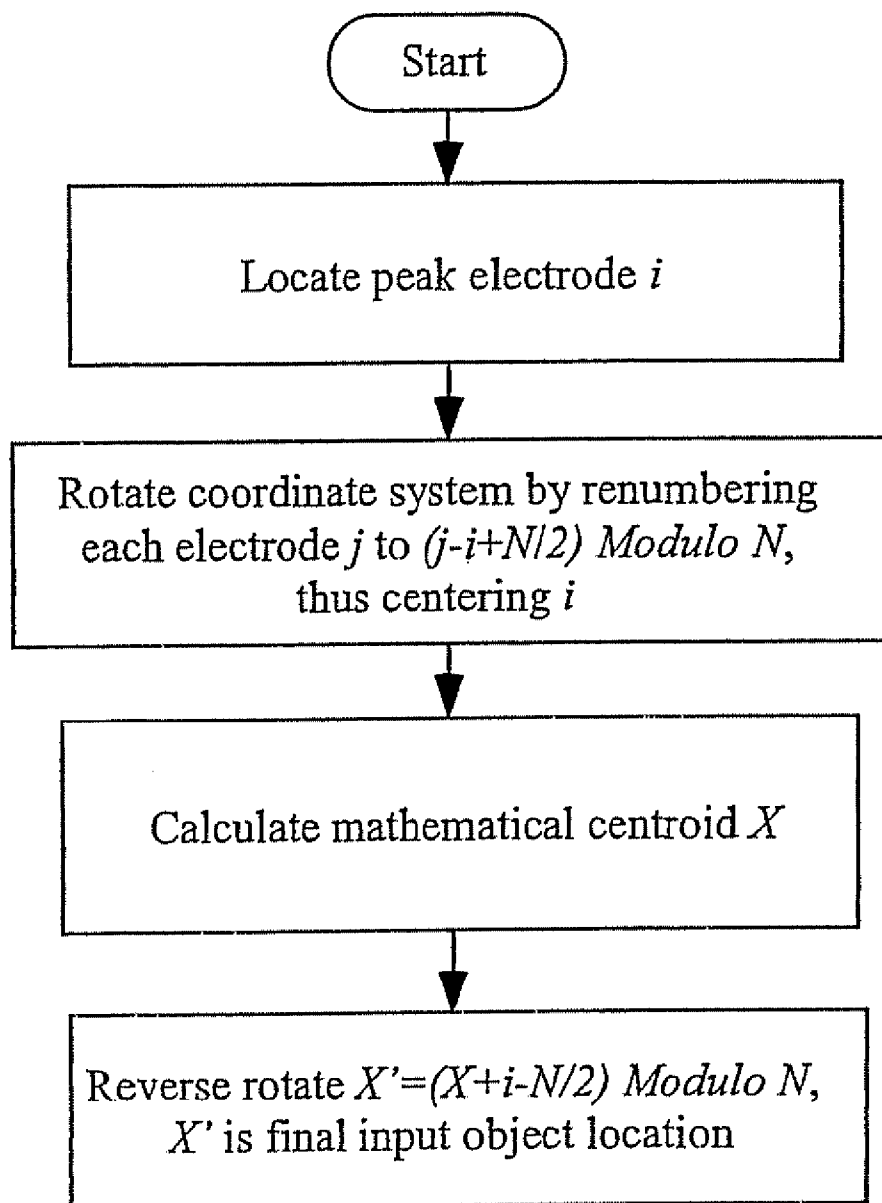 Start
Locate peak electrode i
Rotate coordinate system by renumbering
each electrode j to (j-i+N/2) Modulo N,
thus centering i
Calculate mathematical centroid X
Reverse rotate X’=(X+i-N/2) Modulo N,
X’ is final input object location